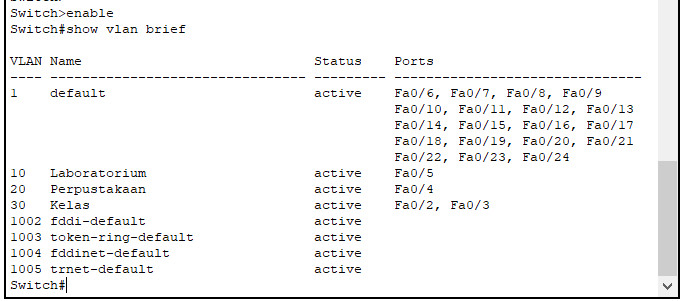 Switch>enable
Switch#show vlan brief
VLAN Name                             Status    Ports
---- -------------------------------- --------- -------------------------------
1    default                          active    Fa0/6, Fa0/7, Fa0/8, Fa0/9
                                                Fa0/10, Fa0/11, Fa0/12, Fa0/13
                                                Fa0/14, Fa0/15, Fa0/16, Fa0/17
                                                Fa0/18, Fa0/19, Fa0/20, Fa0/21
                                                Fa0/22, Fa0/23, Fa0/24
10   Laboratorium                     active    Fa0/5
20   Perpustakaan                     active    Fa0/4
30   Kelas                            active    Fa0/2, Fa0/3
1002 fddi-default                     active
1003 token-ring-default               active
1004 fddinet-default                  active
1005 trnet-default                    active
Switch#